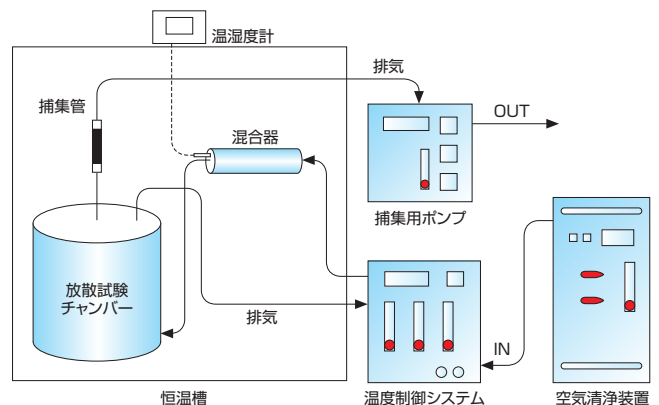 温湿度計
排気
捕集管
OUT
混合器
捕集用ポンプ
放散試験
チャンバー
排気
IN
恒温槽
温度制御システム
空気清浄装置